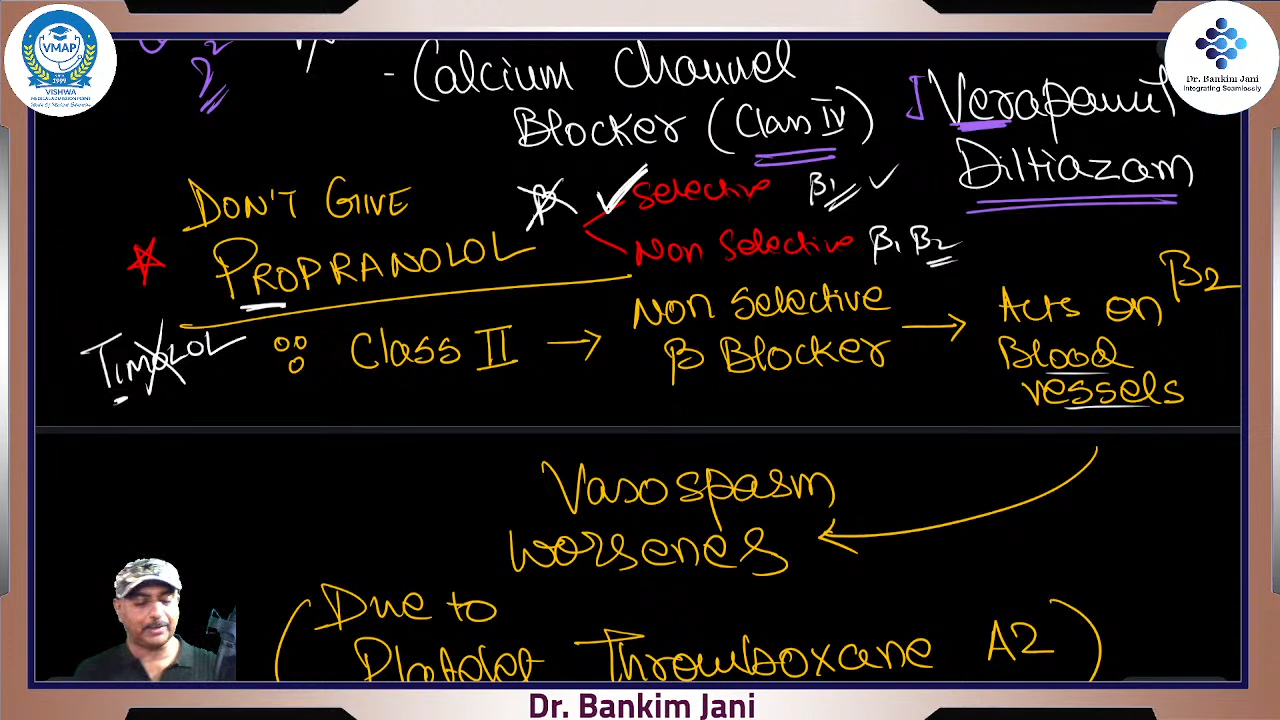 VMAP
VISHWA
Dr. Bankim Jani
Integrating Seamlessly
- Calcium Channel
Blocker (Class IV)
Verapamil
Diltiazam
DON'T GIVE
PROPRANOLOL
β
Selective β1
Non Selective β1 β2
TIMOLOL
∵ Class II → Non Selective
β Blocker → Acts on β2
Blood
vessels
Vasospasm
worsenes
(Due to
Platelet Thromboxane A2)
Dr. Bankim Jani